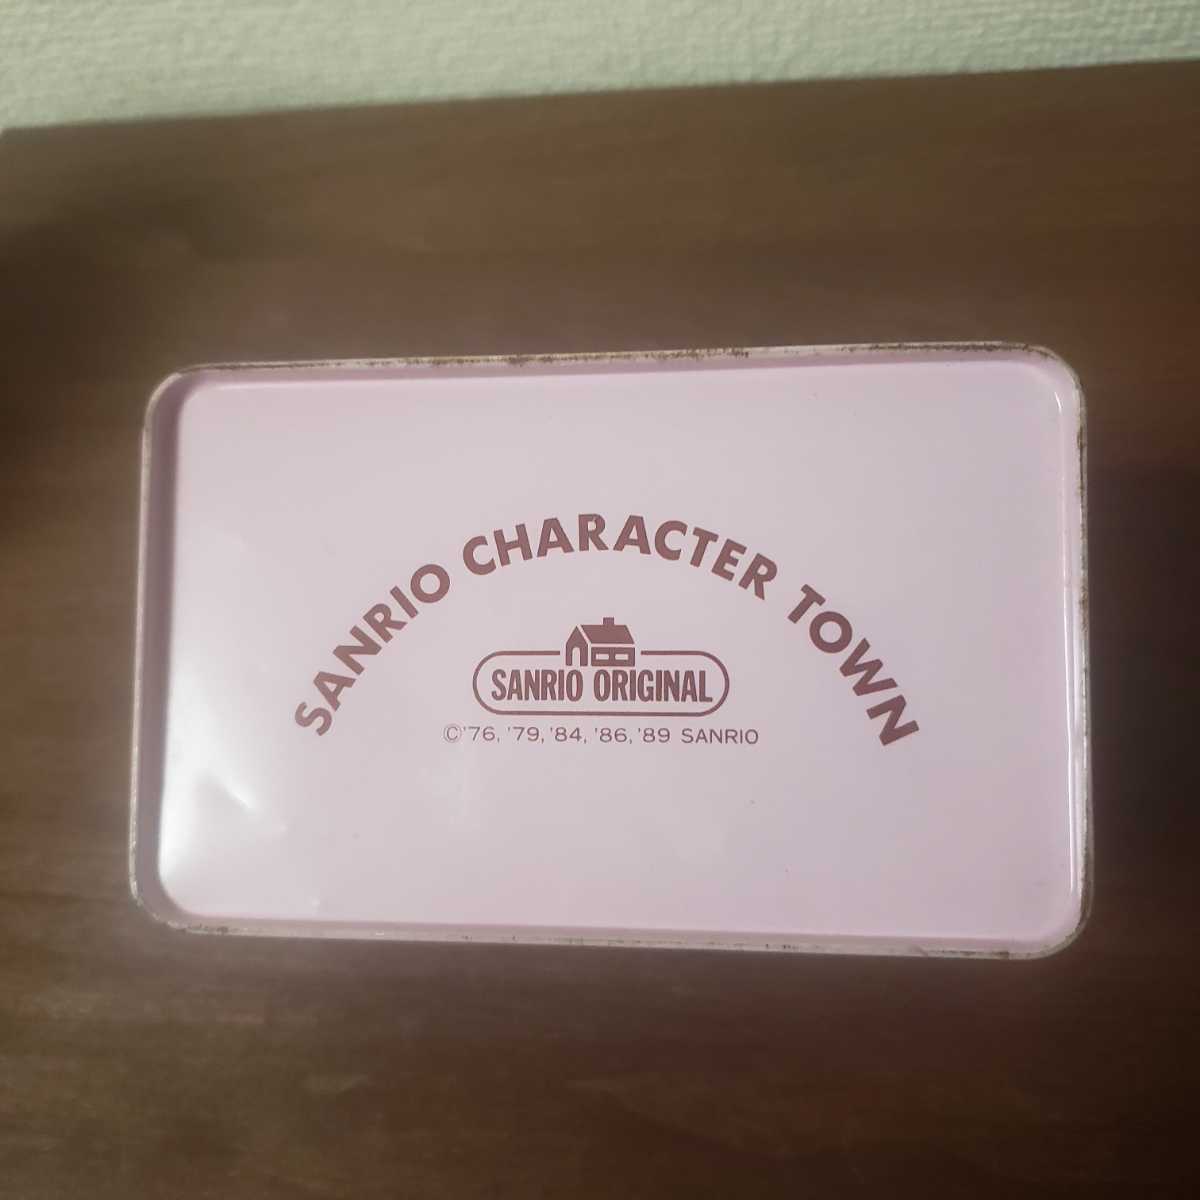 SANRIO CHARACTER TOWN
SANRIO ORIGINAL
©'76, '79, '84, '86, '89 SANRIO